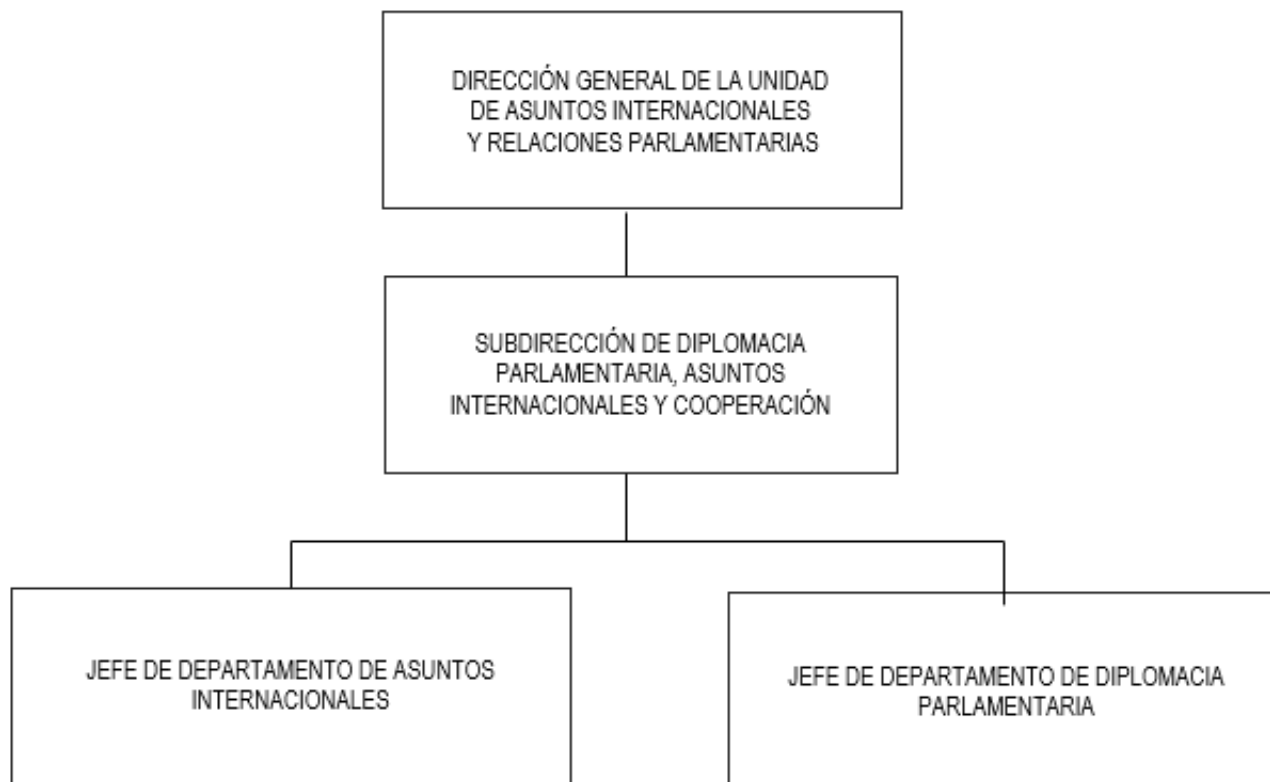 DIRECCIÓN GENERAL DE LA UNIDAD
DE ASUNTOS INTERNACIONALES
Y RELACIONES PARLAMENTARIAS
SUBDIRECCIÓN DE DIPLOMACIA
PARLAMENTARIA, ASUNTOS
INTERNACIONALES Y COOPERACIÓN
JEFE DE DEPARTAMENTO DE ASUNTOS
INTERNACIONALES
JEFE DE DEPARTAMENTO DE DIPLOMACIA
PARLAMENTARIA